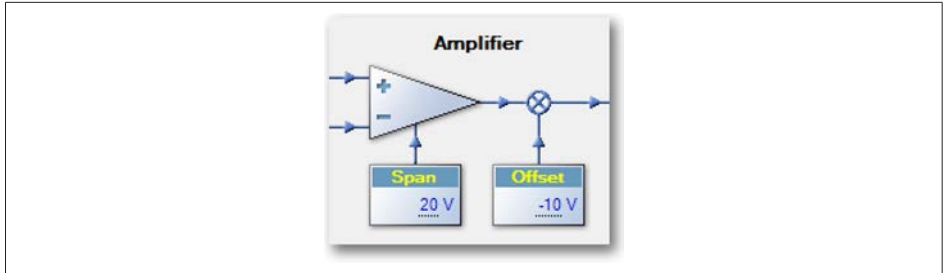 Amplifier
+
−
Span
Offset
20 V
-10 V